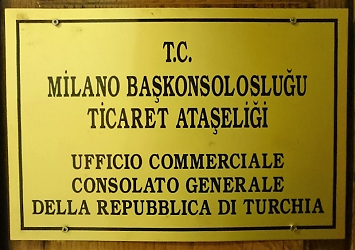 T.C.
MİLANO BAŞKONSOLOSLUĞU
TİCARET ATAŞELİĞİ
UFFICIO COMMERCIALE
CONSOLATO GENERALE
DELLA REPUBBLICA DI TURCHIA